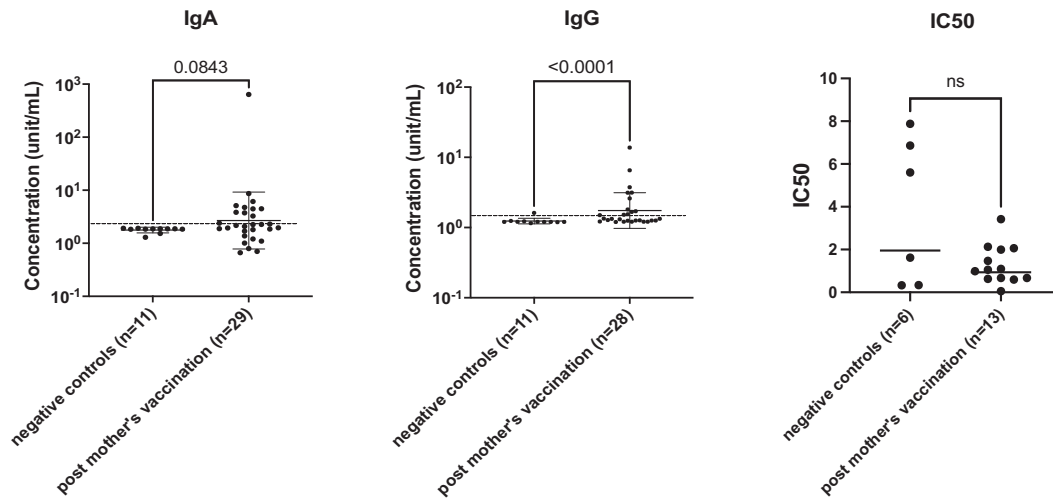 IgA
0.0843
Concentration (unit/mL)
10³
10²
10¹
10⁰
10⁻¹
negative controls (n=11)
post mother's vaccination (n=29)
IgG
<0.0001
Concentration (unit/mL)
10²
10¹
10⁰
10⁻¹
negative controls (n=11)
post mother's vaccination (n=28)
IC50
ns
IC50
10
8
6
4
2
0
negative controls (n=6)
post mother's vaccination (n=13)